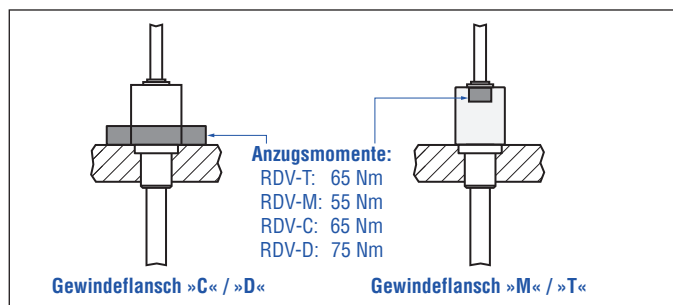 Anzugsmomente:
RDV-T: 65 Nm
RDV-M: 55 Nm
RDV-C: 65 Nm
RDV-D: 75 Nm
Gewindeflansch »C« / »D«
Gewindeflansch »M« / »T«